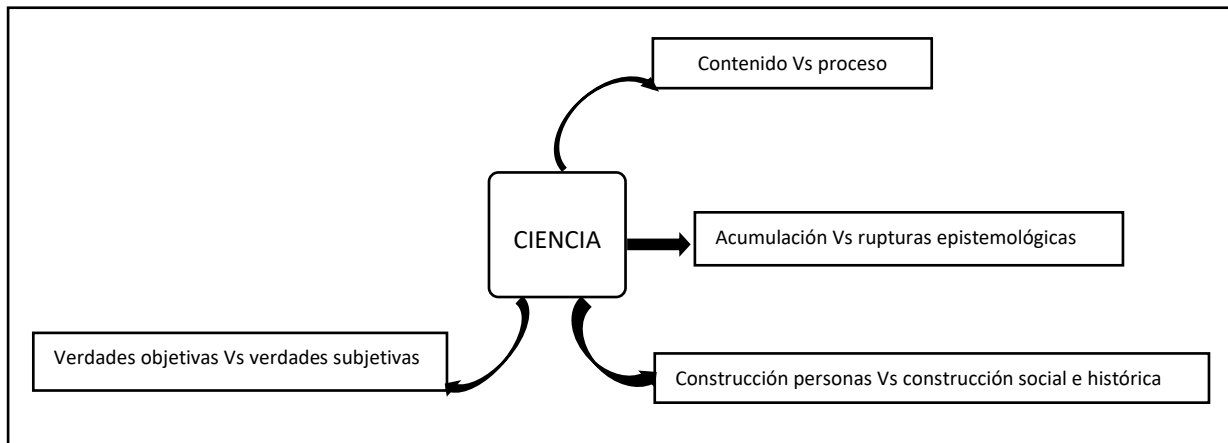 Contenido Vs proceso
CIENCIA
Acumulación Vs rupturas epistemológicas
Verdades objetivas Vs verdades subjetivas
Construcción personas Vs construcción social e histórica